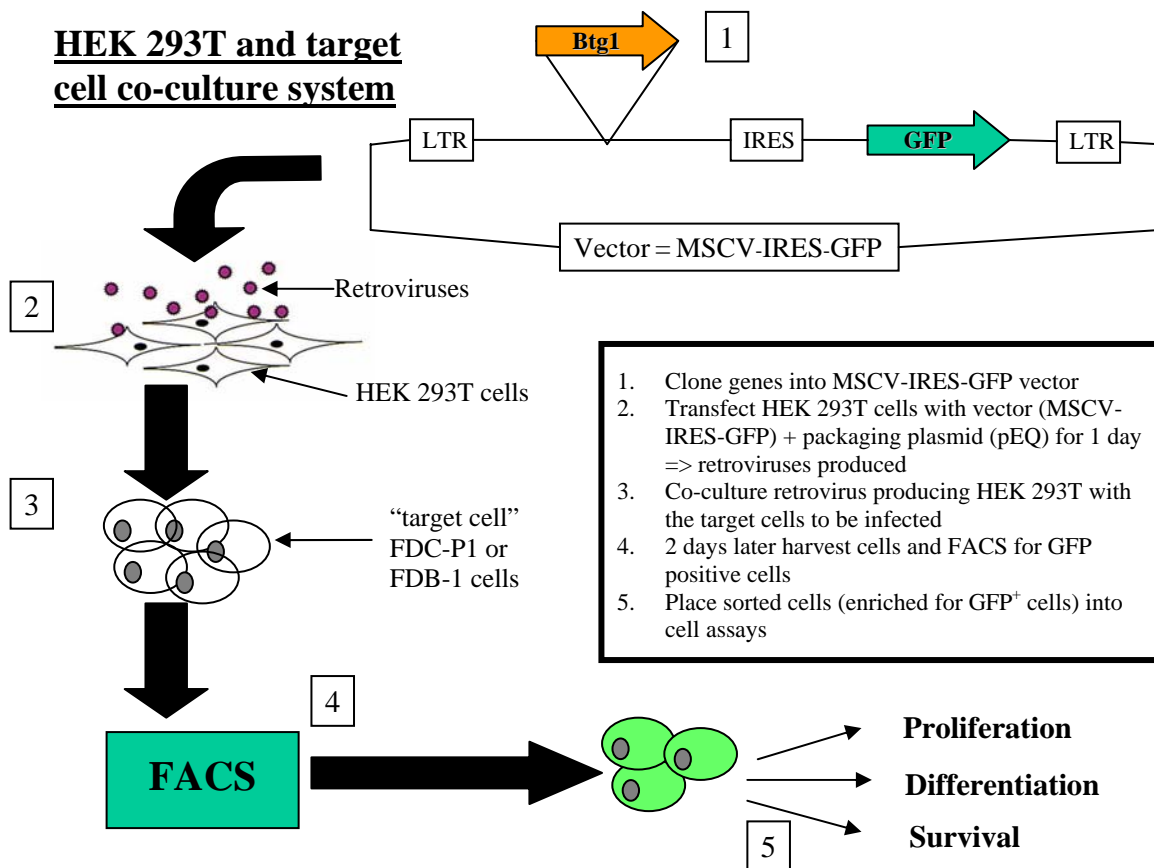 HEK 293T and target
cell co-culture system
Btg1
1
LTR
IRES
GFP
LTR
Vector = MSCV-IRES-GFP
2
Retroviruses
HEK 293T cells
1. Clone genes into MSCV-IRES-GFP vector
2. Transfect HEK 293T cells with vector (MSCV-
IRES-GFP) + packaging plasmid (pEQ) for 1 day
=> retroviruses produced
3. Co-culture retrovirus producing HEK 293T with
the target cells to be infected
4. 2 days later harvest cells and FACS for GFP
positive cells
5. Place sorted cells (enriched for GFP+ cells) into
cell assays
3
“target cell”
FDC-P1 or
FDB-1 cells
4
FACS
Proliferation
Differentiation
Survival
5